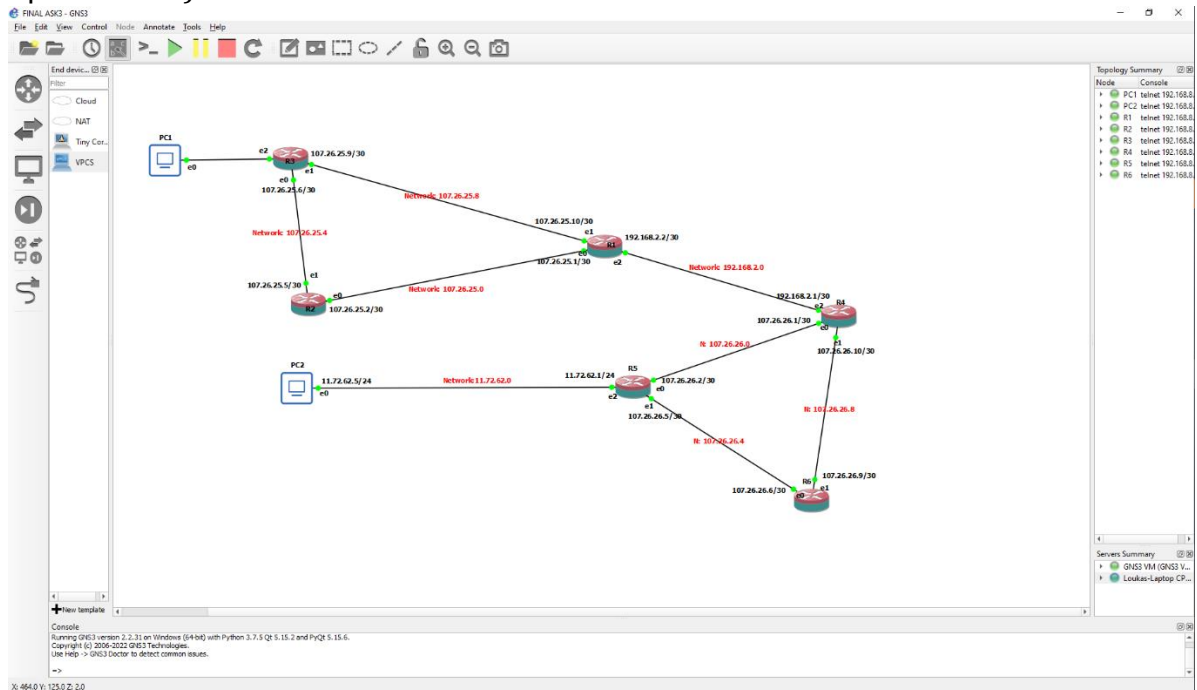 FINAL ASK3 - GNS3
File Edit View Control Node Annotate Tools Help
End devic...
Filter
Cloud
NAT
Tiny Cor...
VPCS
New template
PC1
e0
e2
R3
107.26.25.9/30
e1
e0
107.26.25.6/30
Network: 107.26.25.8
Network: 107.26.25.4
107.26.25.10/30
e1
192.168.2.2/30
R1
e0
107.26.25.1/30
e2
Network: 192.168.2.0
e1
107.26.25.5/30
e0
R2
107.26.25.2/30
Network: 107.26.25.0
192.168.2.1/30
e2
R4
107.26.26.1/30
e0
e1
107.26.26.10/30
N: 107.26.26.0
PC2
11.72.62.5/24
e0
Network:11.72.62.0
11.72.62.1/24
R5
107.26.26.2/30
e0
e2
e1
107.26.26.5/30
N: 107.26.26.8
N: 107.26.26.4
107.26.26.9/30
R6
e1
107.26.26.6/30
e0
Topology Summary
Node Console
PC1 telnet 192.168.8.
PC2 telnet 192.168.8.
R1 telnet 192.168.8.
R2 telnet 192.168.8.
R3 telnet 192.168.8.
R4 telnet 192.168.8.
R5 telnet 192.168.8.
R6 telnet 192.168.8.
Servers Summary
GNS3 VM (GNS3 V...
Loukas-Laptop CP...
Console
Running GNS3 version 2.2.31 on Windows (64-bit) with Python 3.7.5 Qt 5.15.2 and PyQt 5.15.6.
Copyright (c) 2006-2022 GNS3 Technologies.
Use Help -> GNS3 Doctor to detect common issues.
=>
X: 464.0 Y: 125.0 Z: 2.0